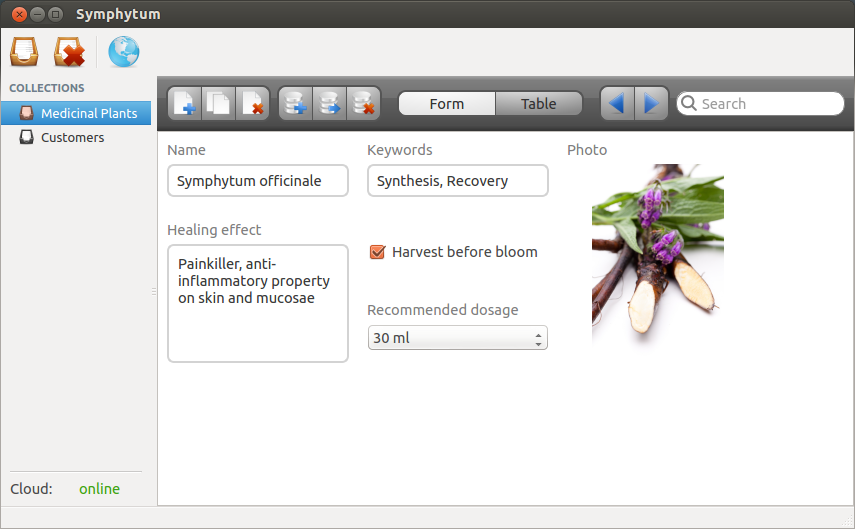 Symphytum
COLLECTIONS
Medicinal Plants
Customers
Form
Table
Search
Name
Keywords
Photo
Symphytum officinale
Synthesis, Recovery
Healing effect
Painkiller, anti-
inflammatory property
on skin and mucosae
Harvest before bloom
Recommended dosage
30 ml
Cloud: online